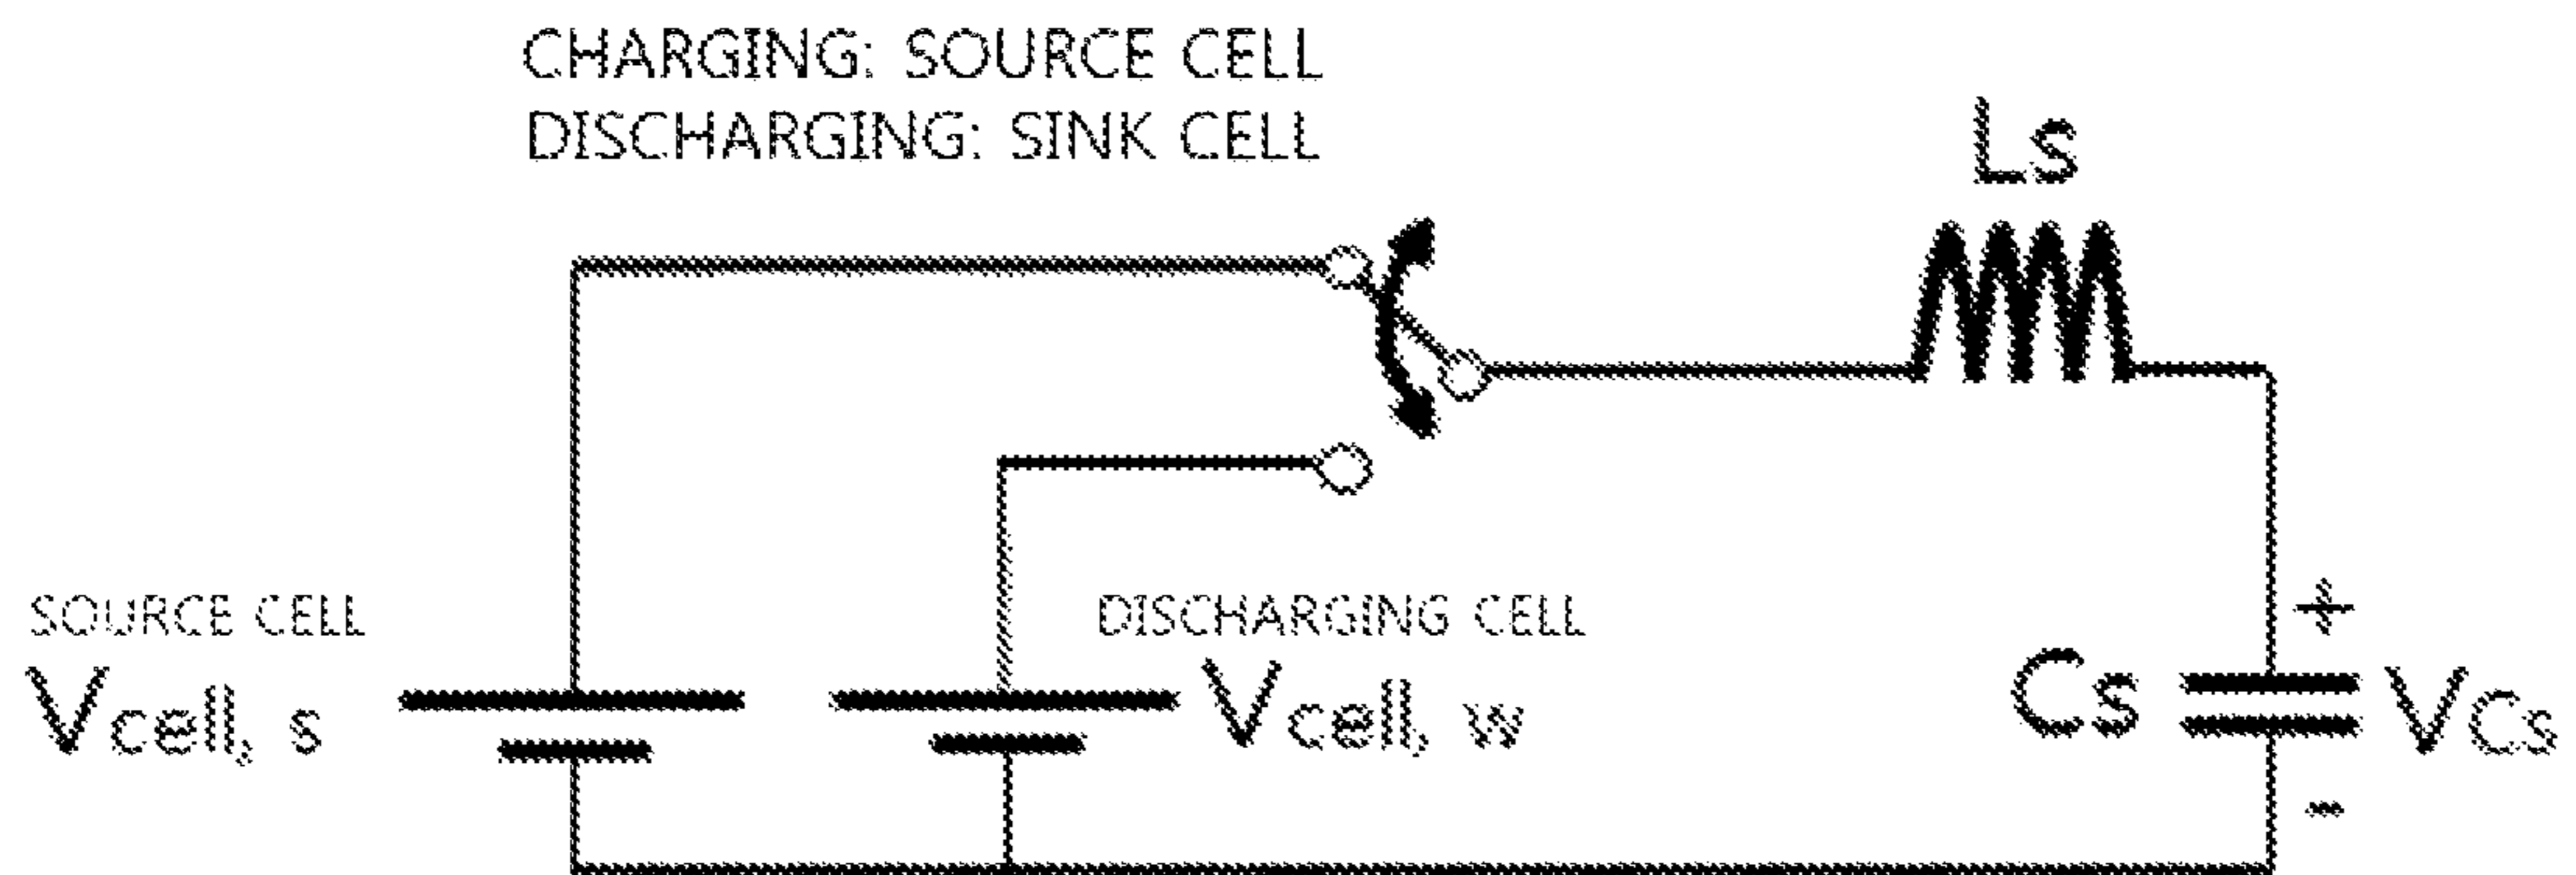 CHARGING: SOURCE CELL
DISCHARGING: SINK CELL
Ls
SOURCE CELL
Vcell, s
DISCHARGING CELL
Vcell, w
+
Cs
VCs
-